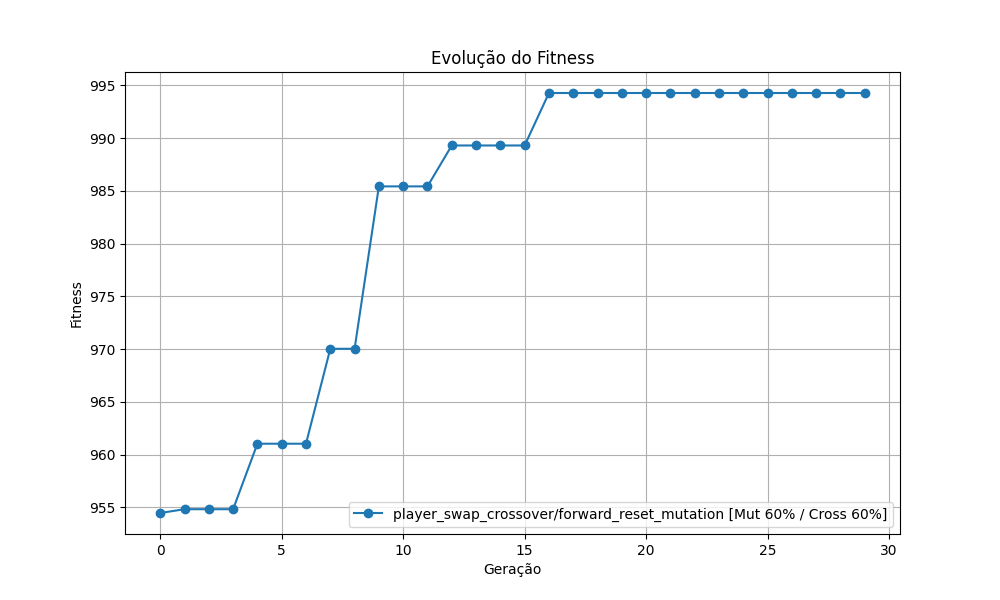 Evolução do Fitness
Fitness
995
990
985
980
975
970
965
960
955
player_swap_crossover/forward_reset_mutation [Mut 60% / Cross 60%]
0 5 10 15 20 25 30
Geração